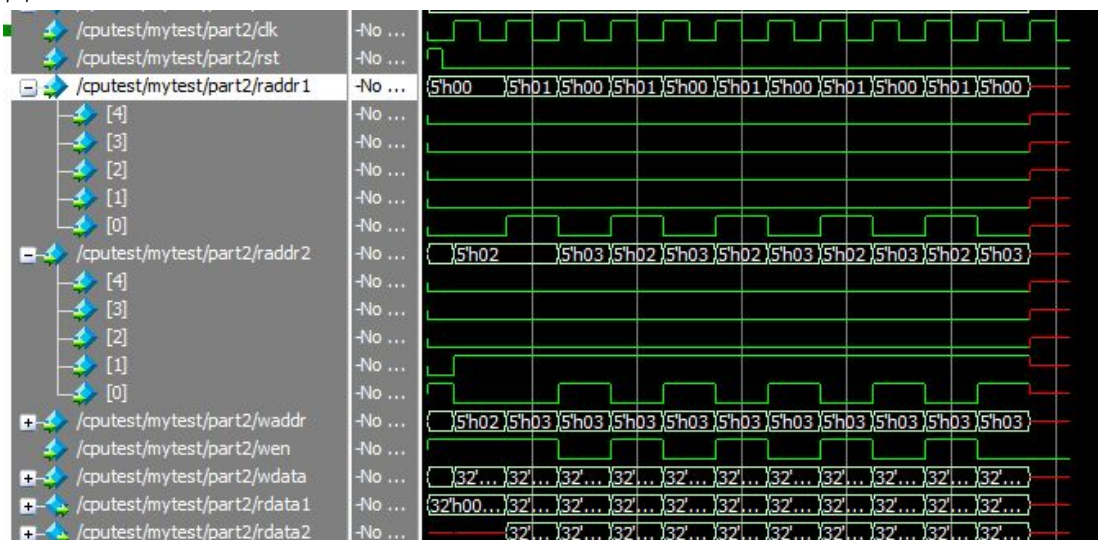 /cputest/mytest/part2/clk -No ...
/cputest/mytest/part2/rst -No ...
/cputest/mytest/part2/raddr1 -No ... 5'h00 5'h01 5'h00 5'h01 5'h00 5'h01 5'h00 5'h01 5'h00 5'h01 5'h00
[4] -No ...
[3] -No ...
[2] -No ...
[1] -No ...
[0] -No ...
/cputest/mytest/part2/raddr2 -No ... 5'h02 5'h03 5'h02 5'h03 5'h02 5'h03 5'h02 5'h03 5'h02 5'h03
[4] -No ...
[3] -No ...
[2] -No ...
[1] -No ...
[0] -No ...
/cputest/mytest/part2/waddr -No ... 5'h02 5'h03 5'h03 5'h03 5'h03 5'h03 5'h03 5'h03 5'h03 5'h03 5'h03
/cputest/mytest/part2/wen -No ...
/cputest/mytest/part2/wdata -No ... 32'... 32'... 32'... 32'... 32'... 32'... 32'... 32'... 32'... 32'... 32'...
/cputest/mytest/part2/rdata1 -No ... 32'h00... 32'... 32'... 32'... 32'... 32'... 32'... 32'... 32'... 32'... 32'...
/cputest/mytest/part2/rdata2 -No ... 32'... 32'... 32'... 32'... 32'... 32'... 32'... 32'... 32'... 32'...